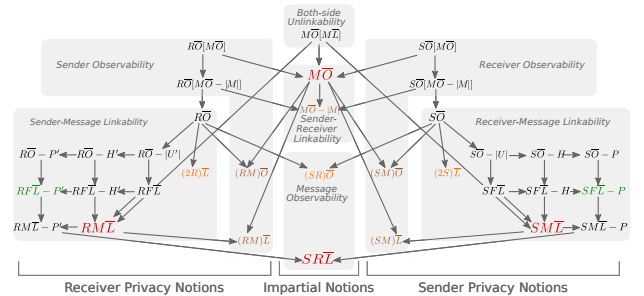 Both-side
Unlinkability
MO̅[ML̅]
RO̅[MO̅]
SO̅[MO̅]
Sender Observability
MO̅
Receiver Observability
RO̅[MO̅ − |M|]
SO̅[MO̅ − |M|]
MO̅ − |M|
RO̅
SO̅
Sender-Message Linkability
Sender-
Receiver
Linkability
Receiver-Message Linkability
RO̅ − P′
RO̅ − H′
RO̅ − |U′|
SO̅ − |U|
SO̅ − H
SO̅ − P
(2R)L̅
(RM)O̅
(SR)O̅
(SM)O̅
(2S)L̅
RFL̅ − P′
RFL̅ − H′
RFL̅
Message
Observability
SFL̅
SFL̅ − H
SFL̅ − P
RML̅ − P′
RML̅
SML̅
SML̅ − P
(RM)L̅
(SM)L̅
SRL̅
Receiver Privacy Notions
Impartial Notions
Sender Privacy Notions